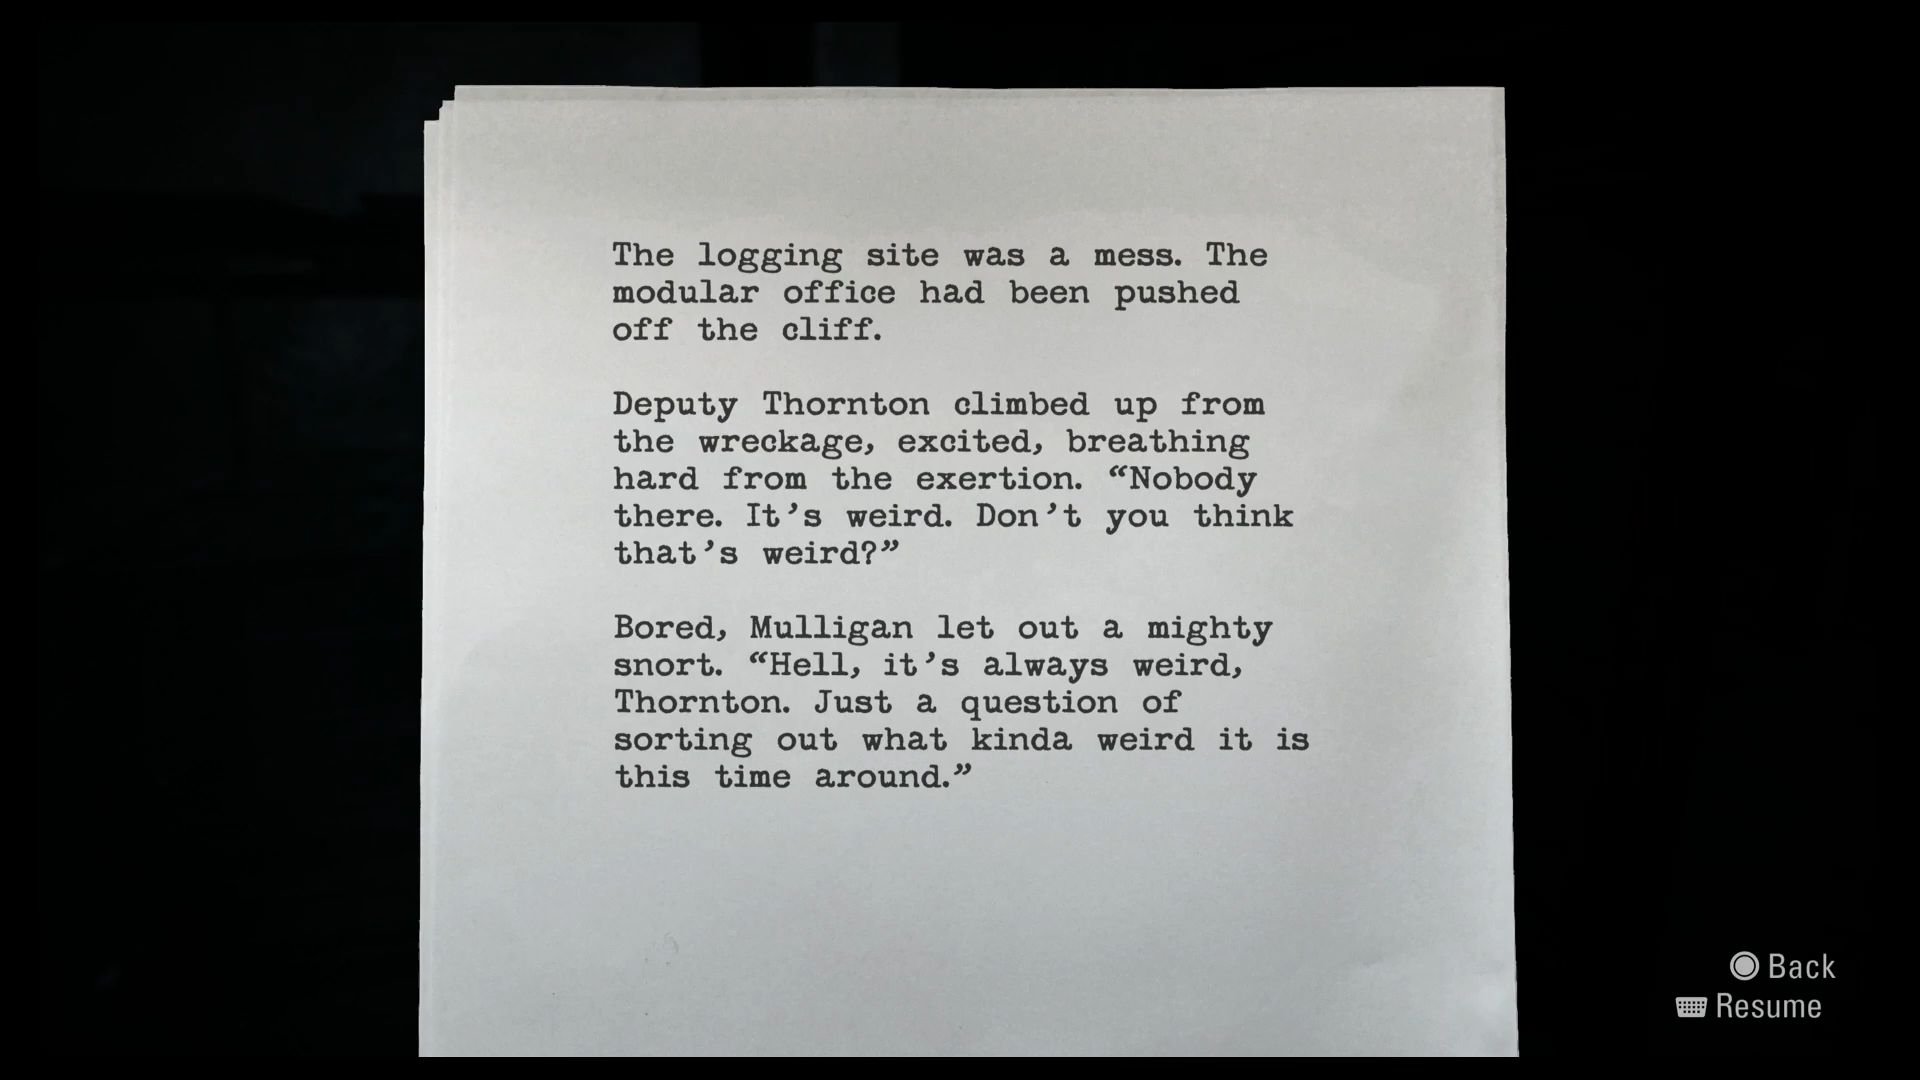 The logging site was a mess. The
modular office had been pushed
off the cliff.
Deputy Thornton climbed up from
the wreckage, excited, breathing
hard from the exertion. “Nobody
there. It’s weird. Don’t you think
that’s weird?”
Bored, Mulligan let out a mighty
snort. “Hell, it’s always weird,
Thornton. Just a question of
sorting out what kinda weird it is
this time around.”
Back
Resume